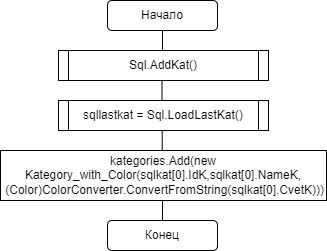 Начало
Sql.AddKat()
sqllastkat = Sql.LoadLastKat()
kategories.Add(new
Kategory_with_Color(sqlkat[0].IdK,sqlkat[0].NameK,
(Color)ColorConverter.ConvertFromString(sqlkat[0].CvetK)))
Конец